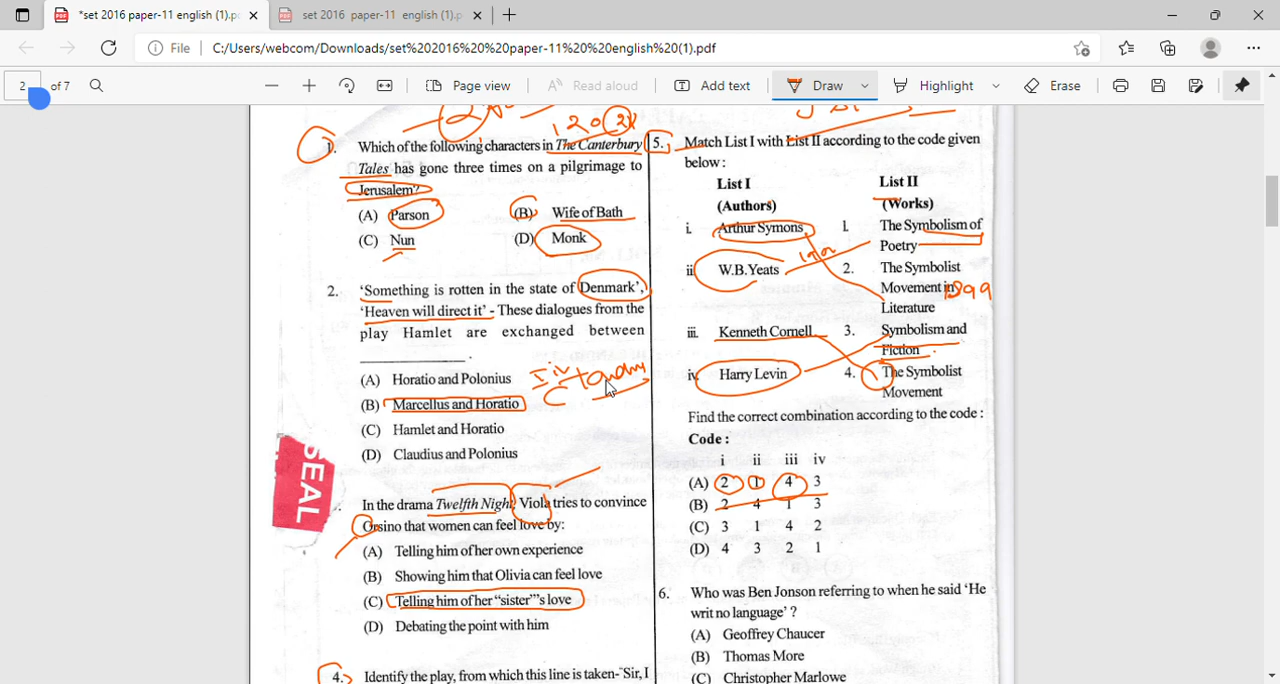 *set 2016 paper-11 english (1).p
set 2016 paper-11 english (1).p
File
C:/Users/webcom/Downloads/set%202016%20%20paper-11%20%20english%20(1).pdf
2 of 7
Page view
Read aloud
Add text
Draw
Highlight
Erase
120
1. Which of the following characters in The Canterbury
Tales has gone three times on a pilgrimage to
Jerusalem?
(A) Parson (B) Wife of Bath
(C) Nun (D) Monk
2. 'Something is rotten in the state of Denmark',
'Heaven will direct it' - These dialogues from the
play Hamlet are exchanged between
____________ .
(A) Horatio and Polonius
(B) Marcellus and Horatio
(C) Hamlet and Horatio
(D) Claudius and Polonius
SEAL
In the drama Twelfth Night Viola tries to convince
Orsino that women can feel love by:
(A) Telling him of her own experience
(B) Showing him that Olivia can feel love
(C) Telling him of her "sister"'s love
(D) Debating the point with him
4. Identify the play, from which this line is taken-"Sir, I
5. Match List I with List II according to the code given
below :
List I List II
(Authors) (Works)
i. Arthur Symons 1. The Symbolism of
Poetry
ii W.B.Yeats 2. The Symbolist
Movement in 1899
Literature
iii. Kenneth Cornell 3. Symbolism and
Fiction
iv. Harry Levin 4. The Symbolist
Movement
Find the correct combination according to the code :
Code :
i ii iii iv
(A) 2 1 4 3
(B) 2 4 1 3
(C) 3 1 4 2
(D) 4 3 2 1
6. Who was Ben Jonson referring to when he said 'He
writ no language' ?
(A) Geoffrey Chaucer
(B) Thomas More
(C) Christopher Marlowe